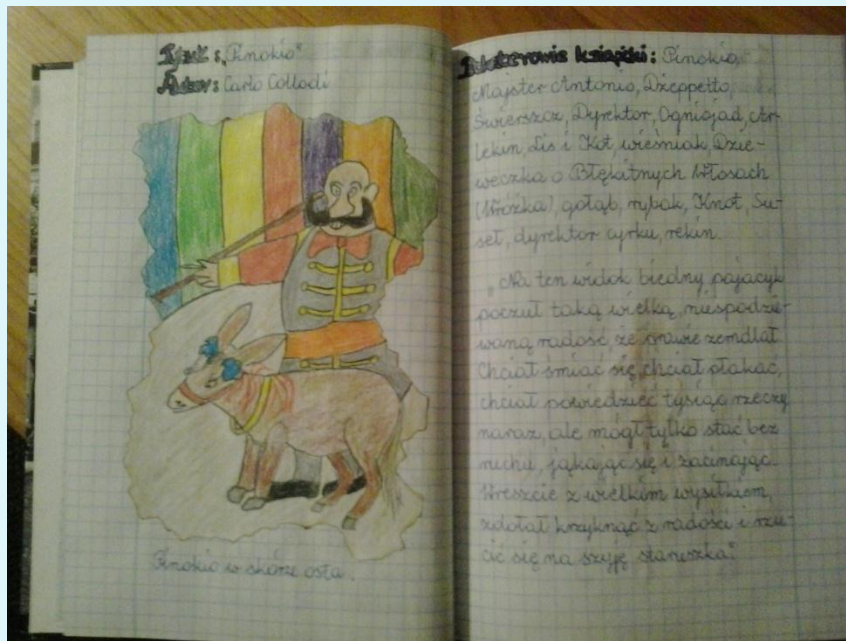 Tytuł: „Pinokio"
Autor: Carlo Collodi
Pinokio w skórze osła.
Bohaterowie książki: Pinokio,
Majster Antonio, Dżeppetto,
Świerszcz, Dyrektor, Ogniojad, Ar-
lekin, Lis i Kot, wieśniak, Dzie-
weczka o Błękitnych Włosach
(Wróżka), gołąb, rybak, Knot, Su-
seł, dyrektor cyrku, rekin.
„Na ten widok biedny pajacyk
poczuł taką wielką, niespodzie-
waną radość że prawie zemdlał.
Chciał śmiać się, chciał płakać,
chciał powiedzieć tysiąc rzeczy
naraz, ale mógł tylko stać bez
ruchu, jąkając się i zacinając.
Wreszcie z wielkim wysiłkiem,
zdołał krzyknąć z radości i rzu-
cić się na szyję staruszka."